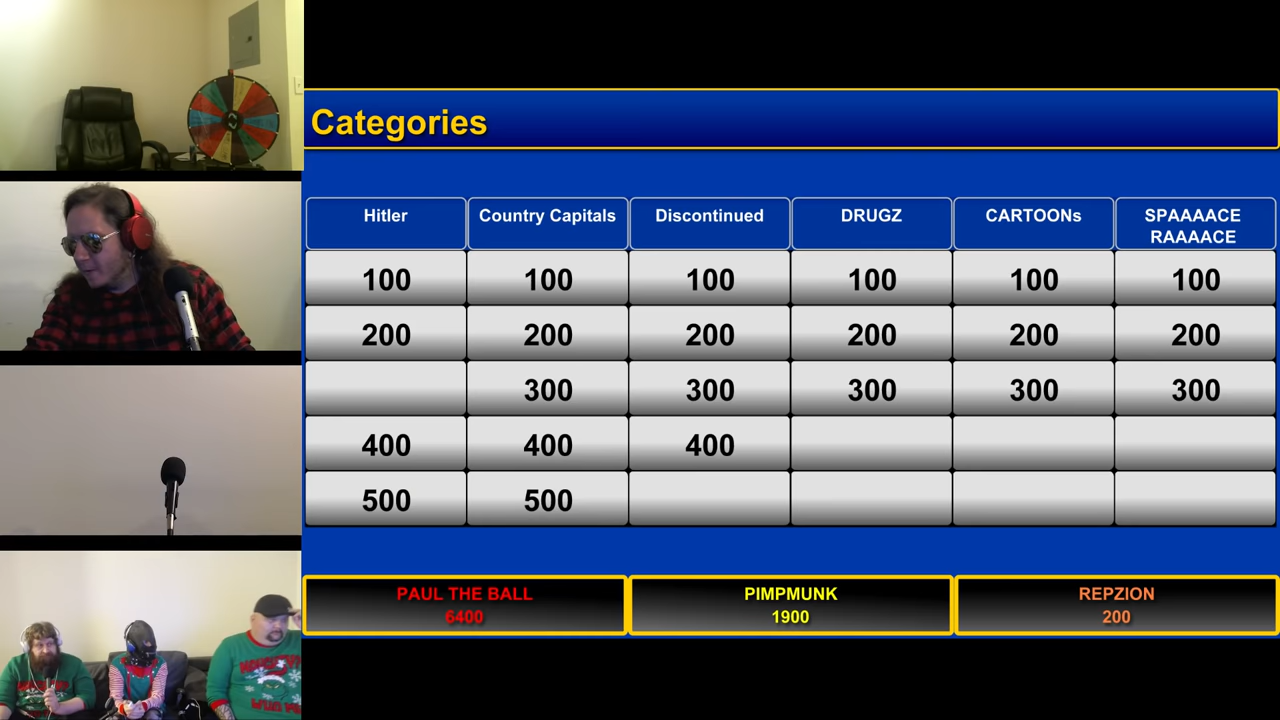 Categories
Hitler Country Capitals Discontinued DRUGZ CARTOONs SPAAAACE
RAAAACE
100 100 100 100 100 100
200 200 200 200 200 200
300 300 300 300 300
400 400 400
500 500
PAUL THE BALL PIMPMUNK REPZION
6400 1900 200
NAUGHTY?